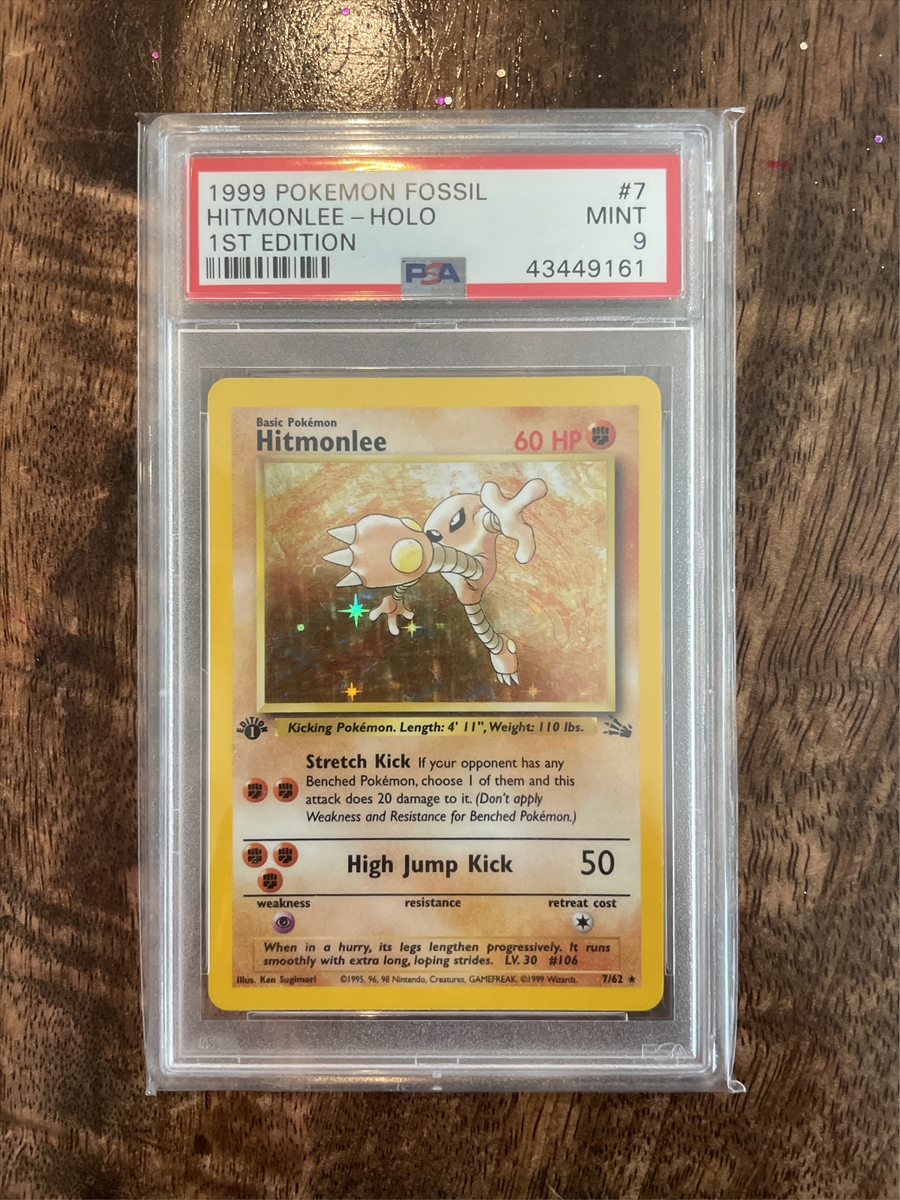 1999 POKEMON FOSSIL #7
HITMONLEE - HOLO MINT
1ST EDITION 9
PSA 43449161
Basic Pokémon
Hitmonlee 60 HP
EDITION 1
Kicking Pokémon. Length: 4' 11", Weight: 110 lbs.
Stretch Kick If your opponent has any
Benched Pokémon, choose 1 of them and this
attack does 20 damage to it. (Don't apply
Weakness and Resistance for Benched Pokémon.)
High Jump Kick 50
weakness resistance retreat cost
When in a hurry, its legs lengthen progressively. It runs
smoothly with extra long, loping strides. LV. 30 #106
Illus. Ken Sugimori ©1995, 96, 98 Nintendo, Creatures, GAMEFREAK. ©1999 Wizards. 7/62 ★
PSA